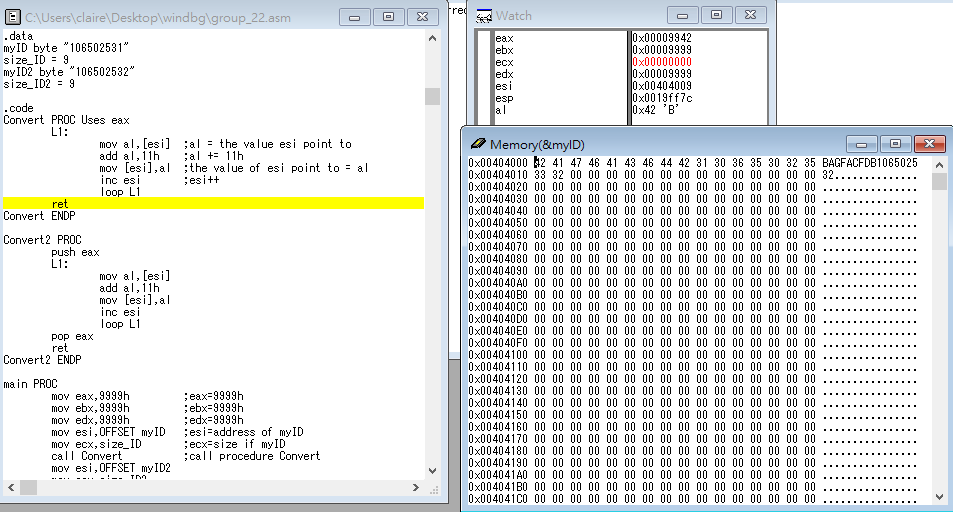 C:\Users\claire\Desktop\windbg\group_22.asm
.data
myID byte "106502531"
size_ID = 9
myID2 byte "106502532"
size_ID2 = 9
.code
Convert PROC Uses eax
L1:
mov al,[esi] ;al = the value esi point to
add al,11h ;al += 11h
mov [esi],al ;the value of esi point to = al
inc esi ;esi++
loop L1
ret
Convert ENDP
Convert2 PROC
push eax
L1:
mov al,[esi]
add al,11h
mov [esi],al
inc esi
loop L1
pop eax
ret
Convert2 ENDP
main PROC
mov eax,9999h ;eax=9999h
mov ebx,9999h ;ebx=9999h
mov edx,9999h ;edx=9999h
mov esi,OFFSET myID ;esi=address of myID
mov ecx,size_ID ;ecx=size if myID
call Convert ;call procedure Convert
mov esi,OFFSET myID2
Watch
eax 0x00009942
ebx 0x00009999
ecx 0x00000000
edx 0x00009999
esi 0x00404009
esp 0x0019ff7c
al 0x42 'B'
Memory(&myID)
0x00404000 42 41 47 46 41 43 46 44 42 31 30 36 35 30 32 35 BAGFACFDB1065025
0x00404010 33 32 00 00 00 00 00 00 00 00 00 00 00 00 00 00 32..............
0x00404020 00 00 00 00 00 00 00 00 00 00 00 00 00 00 00 00 ................
0x00404030 00 00 00 00 00 00 00 00 00 00 00 00 00 00 00 00 ................
0x00404040 00 00 00 00 00 00 00 00 00 00 00 00 00 00 00 00 ................
0x00404050 00 00 00 00 00 00 00 00 00 00 00 00 00 00 00 00 ................
0x00404060 00 00 00 00 00 00 00 00 00 00 00 00 00 00 00 00 ................
0x00404070 00 00 00 00 00 00 00 00 00 00 00 00 00 00 00 00 ................
0x00404080 00 00 00 00 00 00 00 00 00 00 00 00 00 00 00 00 ................
0x00404090 00 00 00 00 00 00 00 00 00 00 00 00 00 00 00 00 ................
0x004040A0 00 00 00 00 00 00 00 00 00 00 00 00 00 00 00 00 ................
0x004040B0 00 00 00 00 00 00 00 00 00 00 00 00 00 00 00 00 ................
0x004040C0 00 00 00 00 00 00 00 00 00 00 00 00 00 00 00 00 ................
0x004040D0 00 00 00 00 00 00 00 00 00 00 00 00 00 00 00 00 ................
0x004040E0 00 00 00 00 00 00 00 00 00 00 00 00 00 00 00 00 ................
0x004040F0 00 00 00 00 00 00 00 00 00 00 00 00 00 00 00 00 ................
0x00404100 00 00 00 00 00 00 00 00 00 00 00 00 00 00 00 00 ................
0x00404110 00 00 00 00 00 00 00 00 00 00 00 00 00 00 00 00 ................
0x00404120 00 00 00 00 00 00 00 00 00 00 00 00 00 00 00 00 ................
0x00404130 00 00 00 00 00 00 00 00 00 00 00 00 00 00 00 00 ................
0x00404140 00 00 00 00 00 00 00 00 00 00 00 00 00 00 00 00 ................
0x00404150 00 00 00 00 00 00 00 00 00 00 00 00 00 00 00 00 ................
0x00404160 00 00 00 00 00 00 00 00 00 00 00 00 00 00 00 00 ................
0x00404170 00 00 00 00 00 00 00 00 00 00 00 00 00 00 00 00 ................
0x00404180 00 00 00 00 00 00 00 00 00 00 00 00 00 00 00 00 ................
0x00404190 00 00 00 00 00 00 00 00 00 00 00 00 00 00 00 00 ................
0x004041A0 00 00 00 00 00 00 00 00 00 00 00 00 00 00 00 00 ................
0x004041B0 00 00 00 00 00 00 00 00 00 00 00 00 00 00 00 00 ................
0x004041C0 00 00 00 00 00 00 00 00 00 00 00 00 00 00 00 00 ................